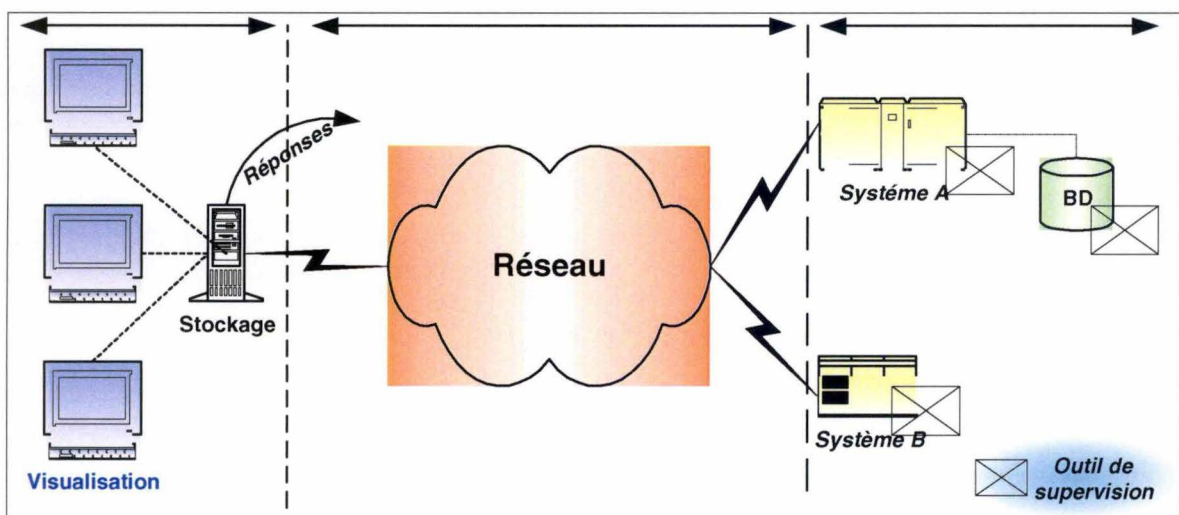 Réponses
Réseau
Systéme A
BD
Stockage
Système B
Visualisation
Outil de
supervision